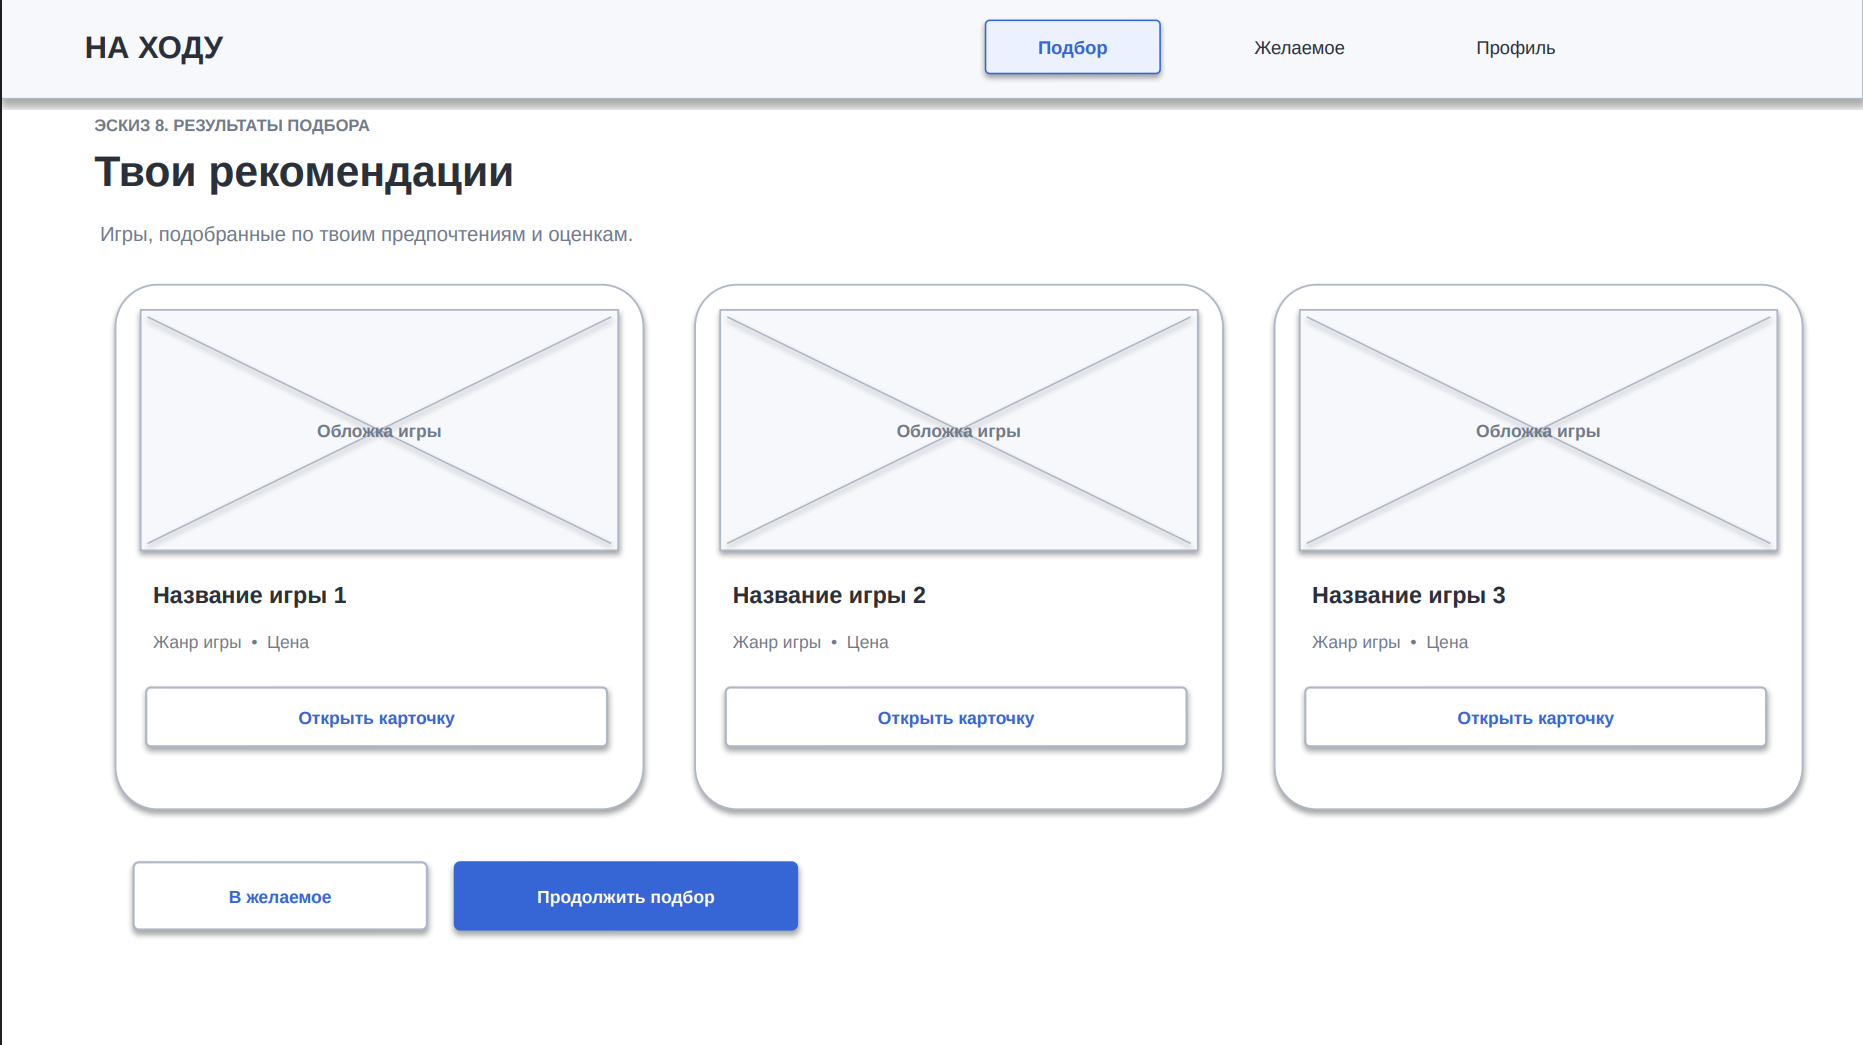 НА ХОДУ
Подбор
Желаемое
Профиль
ЭСКИЗ 8. РЕЗУЛЬТАТЫ ПОДБОРА
Твои рекомендации
Игры, подобранные по твоим предпочтениям и оценкам.
Обложка игры
Название игры 1
Жанр игры • Цена
Открыть карточку
Обложка игры
Название игры 2
Жанр игры • Цена
Открыть карточку
Обложка игры
Название игры 3
Жанр игры • Цена
Открыть карточку
В желаемое
Продолжить подбор